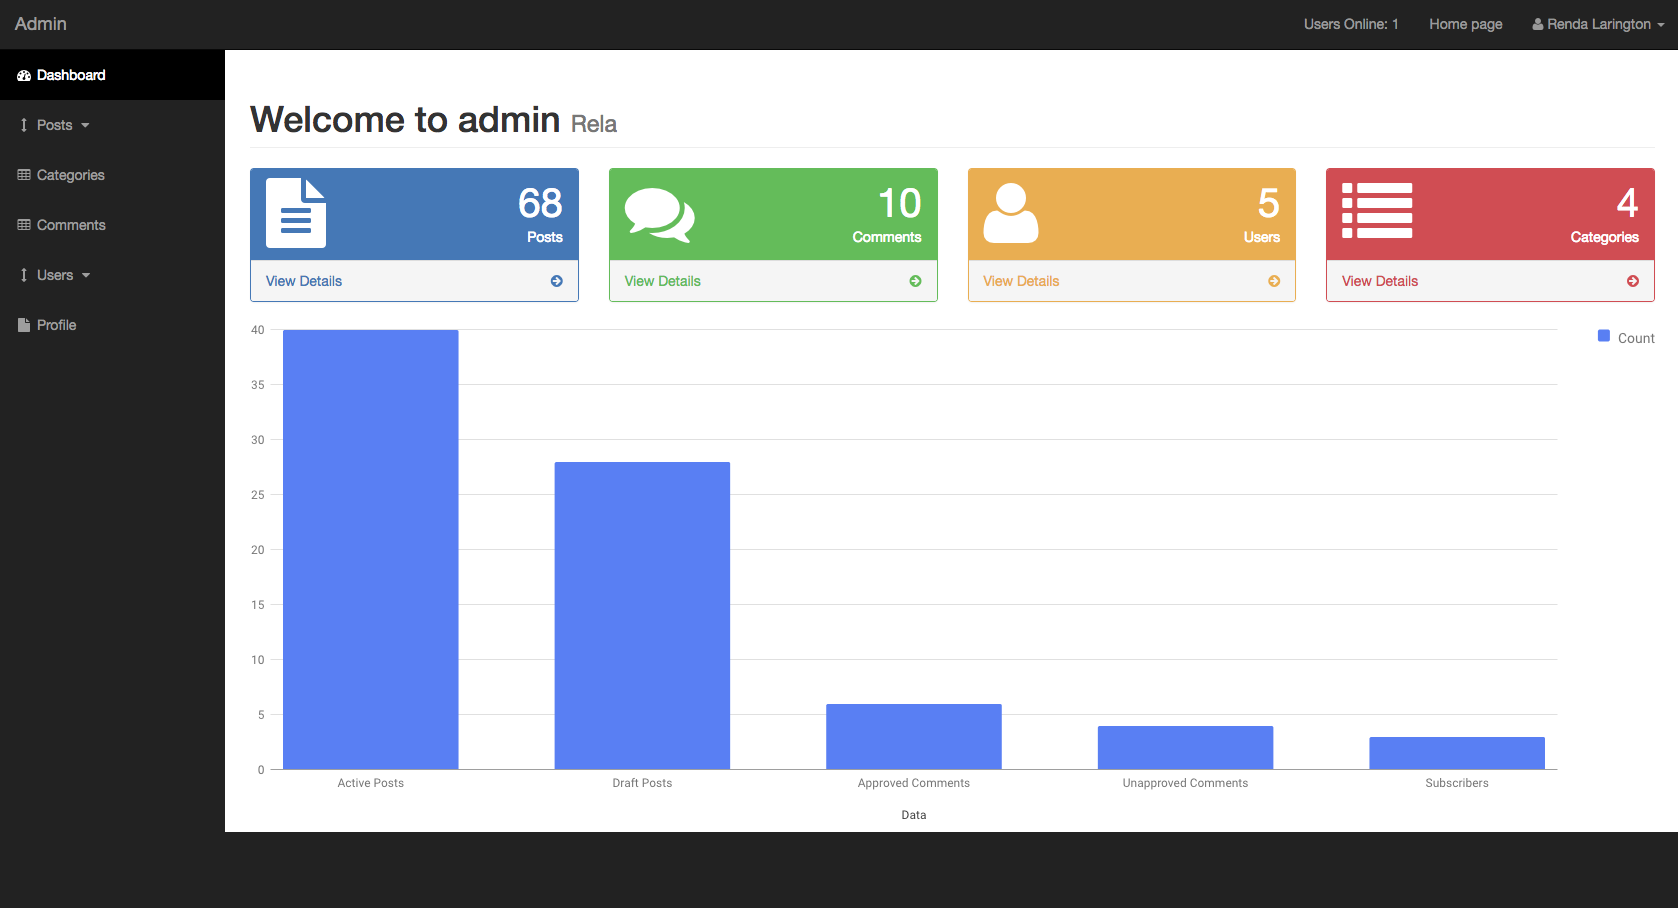 Admin
Users Online: 1
Home page
Renda Larington
Dashboard
Posts
Categories
Comments
Users
Profile
Welcome to admin Rela
68
Posts
View Details
10
Comments
View Details
5
Users
View Details
4
Categories
View Details
40
35
30
25
20
15
10
5
0
Active Posts
Draft Posts
Approved Comments
Unapproved Comments
Subscribers
Data
Count